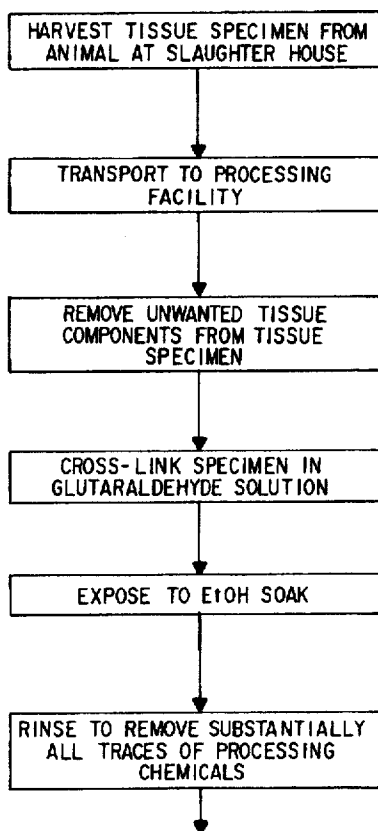 HARVEST TISSUE SPECIMEN FROM
ANIMAL AT SLAUGHTER HOUSE
TRANSPORT TO PROCESSING
FACILITY
REMOVE UNWANTED TISSUE
COMPONENTS FROM TISSUE
SPECIMEN
CROSS-LINK SPECIMEN IN
GLUTARALDEHYDE SOLUTION
EXPOSE TO EtOH SOAK
RINSE TO REMOVE SUBSTANTIALLY
ALL TRACES OF PROCESSING
CHEMICALS